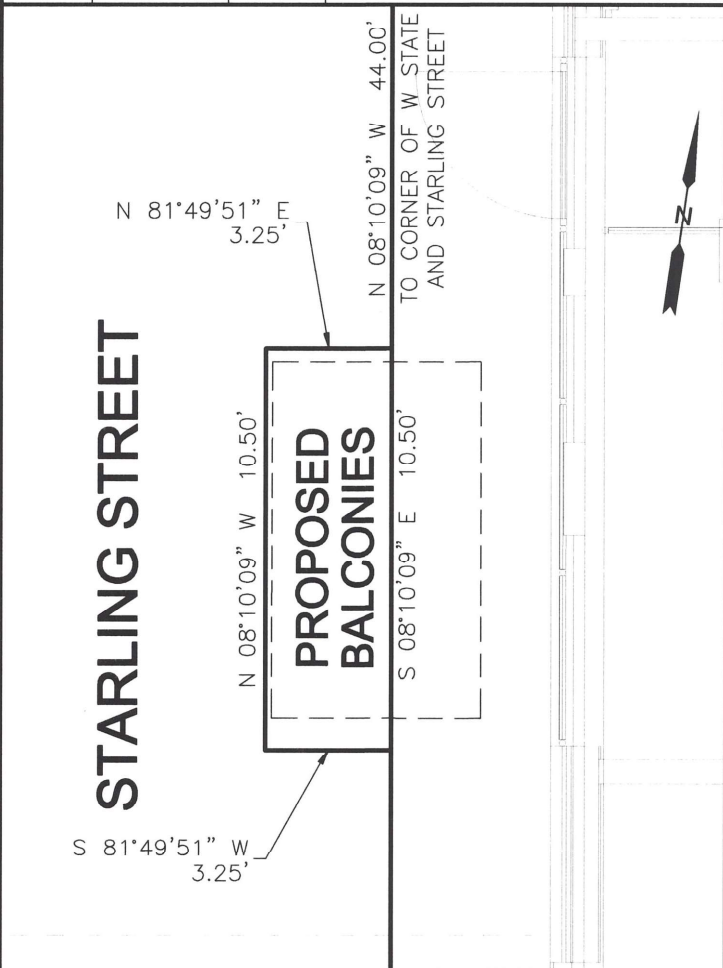 N 08°10'09" W 44.00'
TO CORNER OF W STATE
AND STARLING STREET
N 81°49'51" E
3.25'
N
STARLING STREET
N 08°10'09" W 10.50'
PROPOSED
BALCONIES
S 08°10'09" E 10.50'
S 81°49'51" W
3.25'